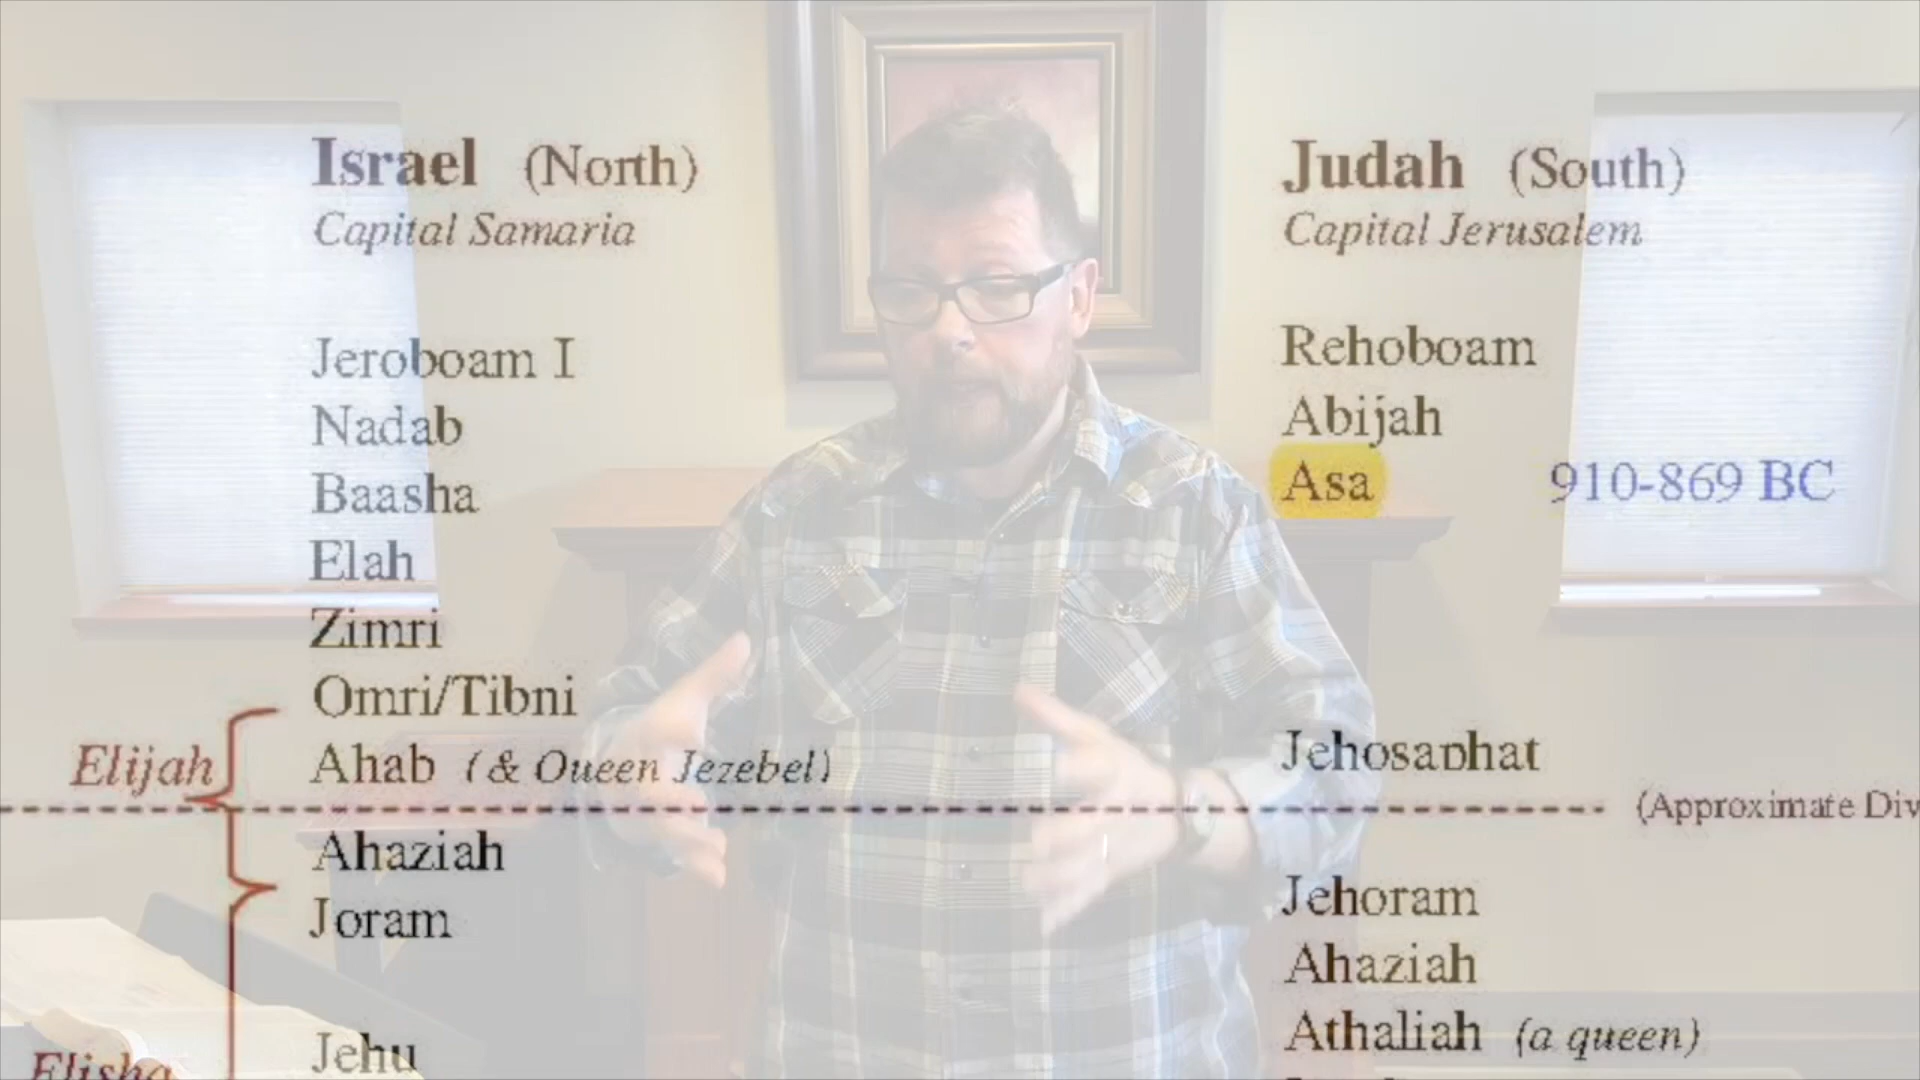 Israel (North)
Capital Samaria
Jeroboam I
Nadab
Baasha
Elah
Zimri
Omri/Tibni
Elijah
Ahab (& Queen Jezebel)
Ahaziah
Joram
Jehu
Elisha
Judah (South)
Capital Jerusalem
Rehoboam
Abijah
Asa 910-869 BC
Jehosaphat
(Approximate Div
Jehoram
Ahaziah
Athaliah (a queen)